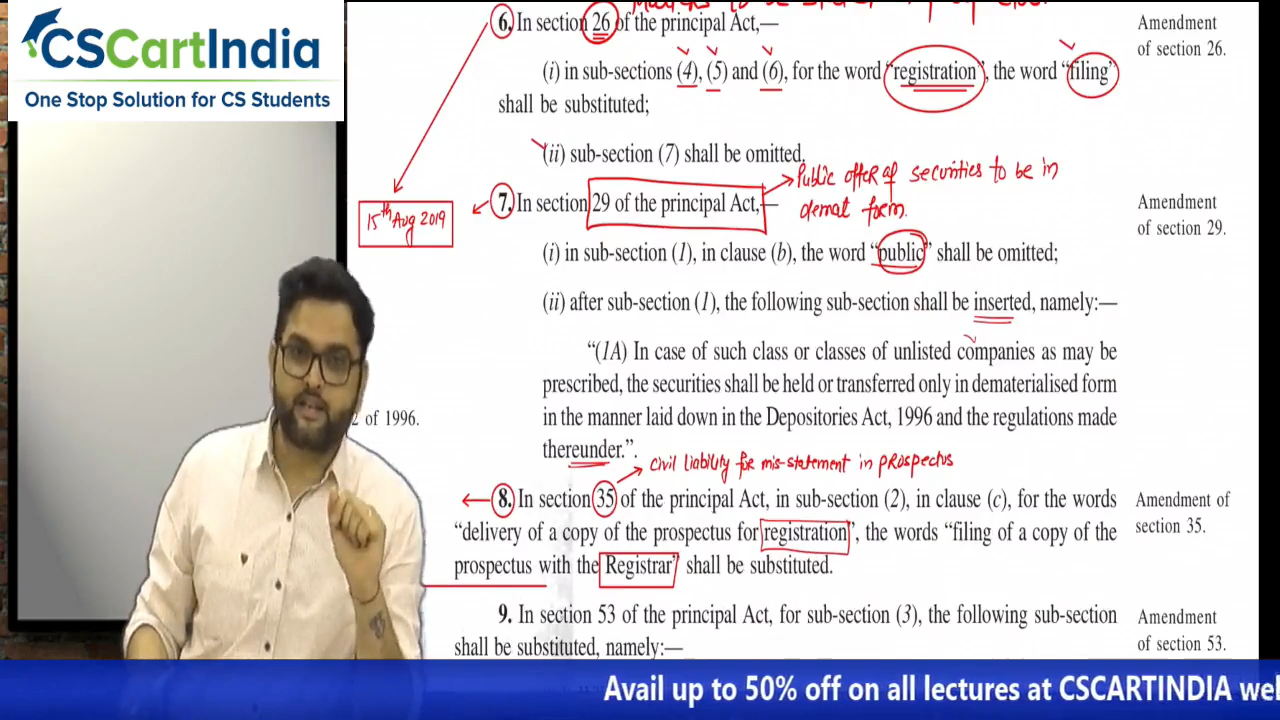 CSCartIndia
One Stop Solution for CS Students
6. In section 26 of the principal Act,—
Amendment
of section 26.
(i) in sub-sections (4), (5) and (6), for the word “registration”, the word “filing”
shall be substituted;
(ii) sub-section (7) shall be omitted.
Public offer of securities to be in
demat form.
15th Aug 2019
7. In section 29 of the principal Act,—
Amendment
of section 29.
(i) in sub-section (1), in clause (b), the word “public” shall be omitted;
(ii) after sub-section (1), the following sub-section shall be inserted, namely:—
“(1A) In case of such class or classes of unlisted companies as may be
prescribed, the securities shall be held or transferred only in dematerialised form
in the manner laid down in the Depositories Act, 1996 and the regulations made
of 1996.
thereunder.”.
civil liability for mis-statement in prospectus
8. In section 35 of the principal Act, in sub-section (2), in clause (c), for the words
Amendment of
section 35.
“delivery of a copy of the prospectus for registration”, the words “filing of a copy of the
prospectus with the Registrar” shall be substituted.
9. In section 53 of the principal Act, for sub-section (3), the following sub-section
Amendment
of section 53.
shall be substituted, namely:—
Avail up to 50% off on all lectures at CSCARTINDIA